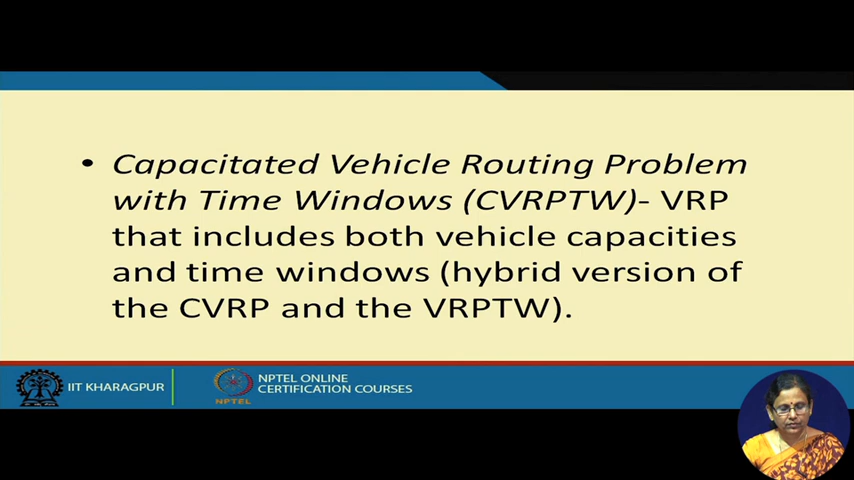 • Capacitated Vehicle Routing Problem
with Time Windows (CVRPTW)- VRP
that includes both vehicle capacities
and time windows (hybrid version of
the CVRP and the VRPTW).
IIT KHARAGPUR
NPTEL ONLINE
CERTIFICATION COURSES
NPTEL